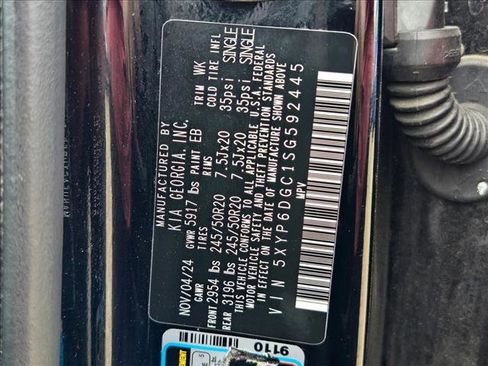 MANUFACTURED BY
KIA GEORGIA, INC.
NOV/04/24 GVWR 5917 lbs PAINT EB TRIM WK
GAWR TIRES RIMS COLD TIRE INFL
FRONT 2954 lbs 245/50R20 7.5Jx20 35psi SINGLE
REAR 3196 lbs 245/50R20 7.5Jx20 35psi SINGLE
THIS VEHICLE CONFORMS TO ALL APPLICABLE U.S.A. FEDERAL
MOTOR VEHICLE SAFETY AND THEFT PREVENTION STANDARDS
IN EFFECT ON THE DATE OF MANUFACTURE SHOWN ABOVE
VIN 5XYP6DGC1SG592445
MPV
9110